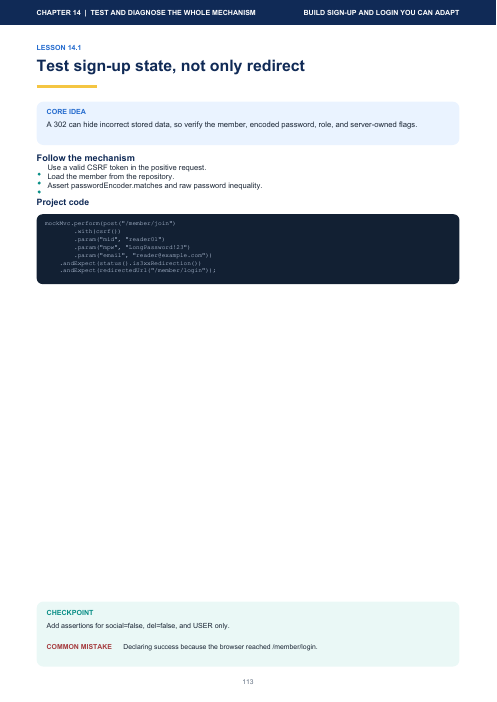 CHAPTER 14 | TEST AND DIAGNOSE THE WHOLE MECHANISM
BUILD SIGN-UP AND LOGIN YOU CAN ADAPT
LESSON 14.1
Test sign-up state, not only redirect
CORE IDEA
A 302 can hide incorrect stored data, so verify the member, encoded password, role, and server-owned flags.
Follow the mechanism
Use a valid CSRF token in the positive request.
Load the member from the repository.
Assert passwordEncoder.matches and raw password inequality.
Project code
mockMvc.perform(post("/member/join")
.with(csrf())
.param("mid", "reader01")
.param("mpw", "LongPassword!23")
.param("email", "reader@example.com"))
.andExpect(status().is3xxRedirection())
.andExpect(redirectedUrl("/member/login"));
CHECKPOINT
Add assertions for social=false, del=false, and USER only.
COMMON MISTAKE Declaring success because the browser reached /member/login.
113